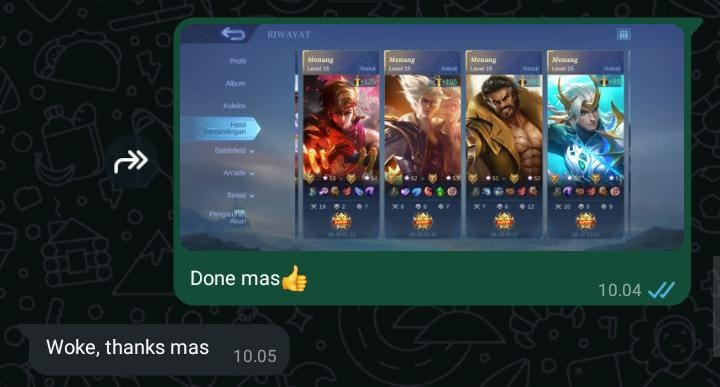 RIWAYAT
Profil
Album
Koleksi
Hasil
Pertandingan
Battlefield
Arcade
Sosial
Pengaturan
Akun
Menang
Level 15
RANK
Menang
Level 15
RANK
Menang
Level 15
RANK
Menang
Level 15
RANK
Done mas👍
10.04
Woke, thanks mas
10.05